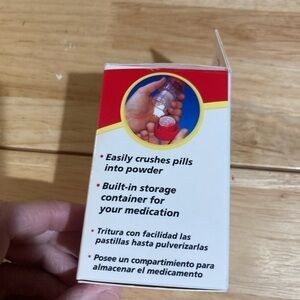 • Easily crushes pills
into powder
• Built-in storage
container for
your medication
• Tritura con facilidad las
pastillas hasta pulverizarlas
• Posee un compartimiento para
almacenar el medicamento